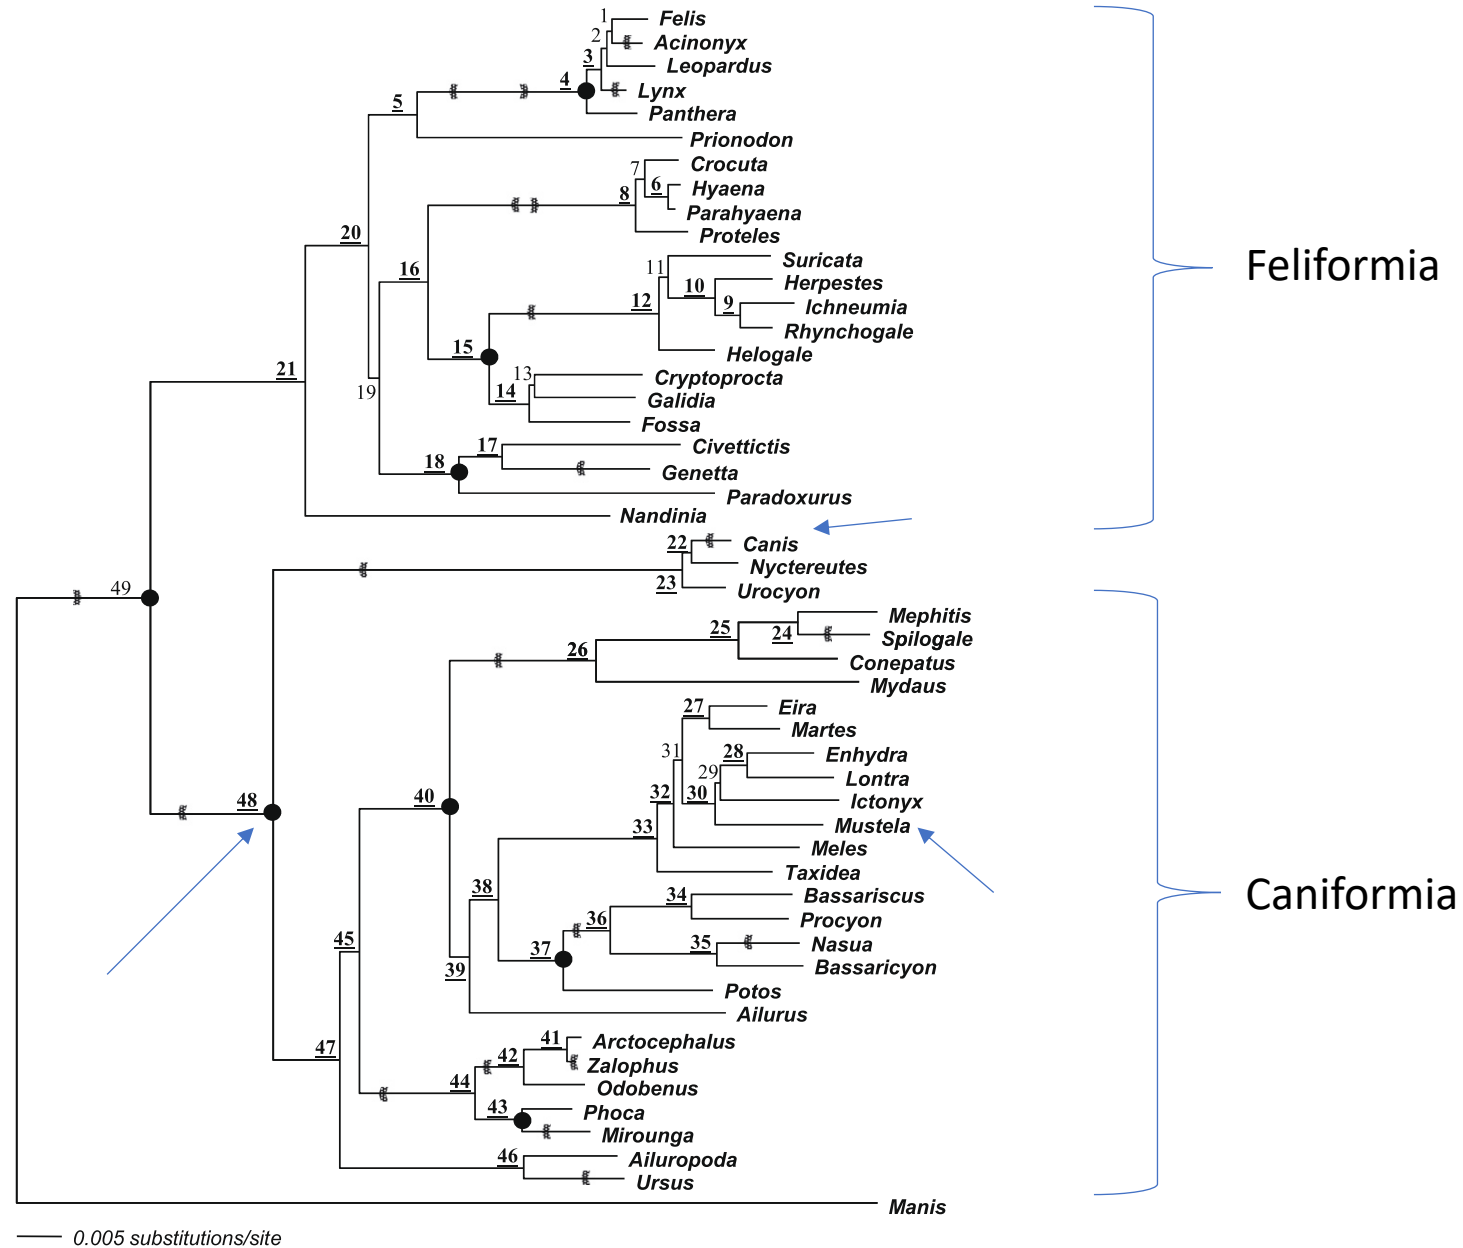 1
Felis
2
Acinonyx
3
Leopardus
4
Lynx
5
Panthera
Prionodon
7
Crocuta
6
Hyaena
8
Parahyaena
Proteles
20
Suricata
11
Feliformia
16
10
Herpestes
12
9
Ichneumia
Rhynchogale
15
Helogale
21
13
Cryptoprocta
19
14
Galidia
Fossa
17
Civettictis
18
Genetta
Paradoxurus
Nandinia
22
Canis
Nyctereutes
49
23
Urocyon
Mephitis
25
24
Spilogale
26
Conepatus
Mydaus
27
Eira
Martes
31
28
Enhydra
29
Lontra
48
40
32
30
Ictonyx
33
Mustela
Meles
Taxidea
38
34
Bassariscus
Caniformia
36
Procyon
45
37
35
Nasua
39
Bassaricyon
Potos
Ailurus
47
41
Arctocephalus
42
Zalophus
44
Odobenus
43
Phoca
Mirounga
46
Ailuropoda
Ursus
Manis
0.005 substitutions/site